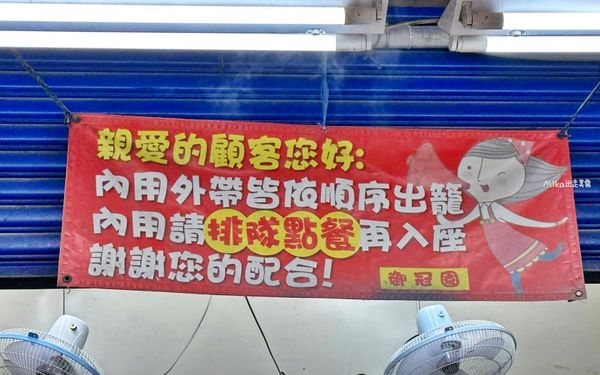 親愛的顧客您好:
內用外帶皆依順序出籠
內用請排隊點餐再入座
謝謝您的配合!
御冠園
Milka出走美食